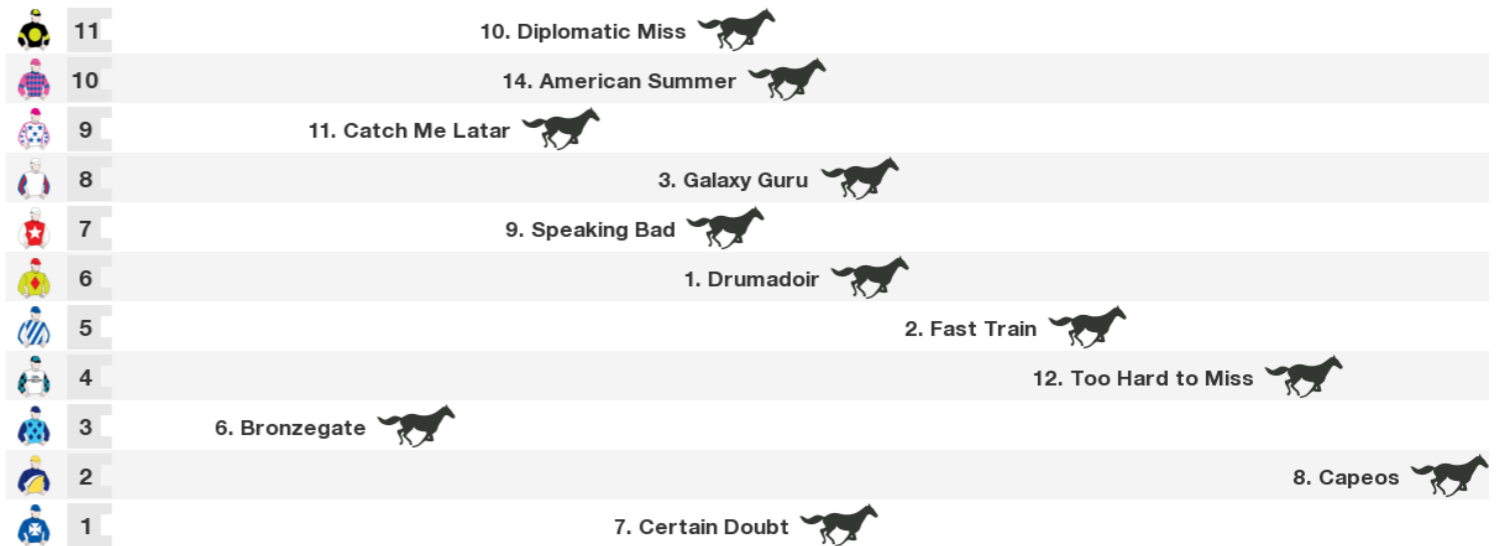 11 10. Diplomatic Miss
10 14. American Summer
9 11. Catch Me Latar
8 3. Galaxy Guru
7 9. Speaking Bad
6 1. Drumadoir
5 2. Fast Train
4 12. Too Hard to Miss
3 6. Bronzegate
2 8. Capeos
1 7. Certain Doubt